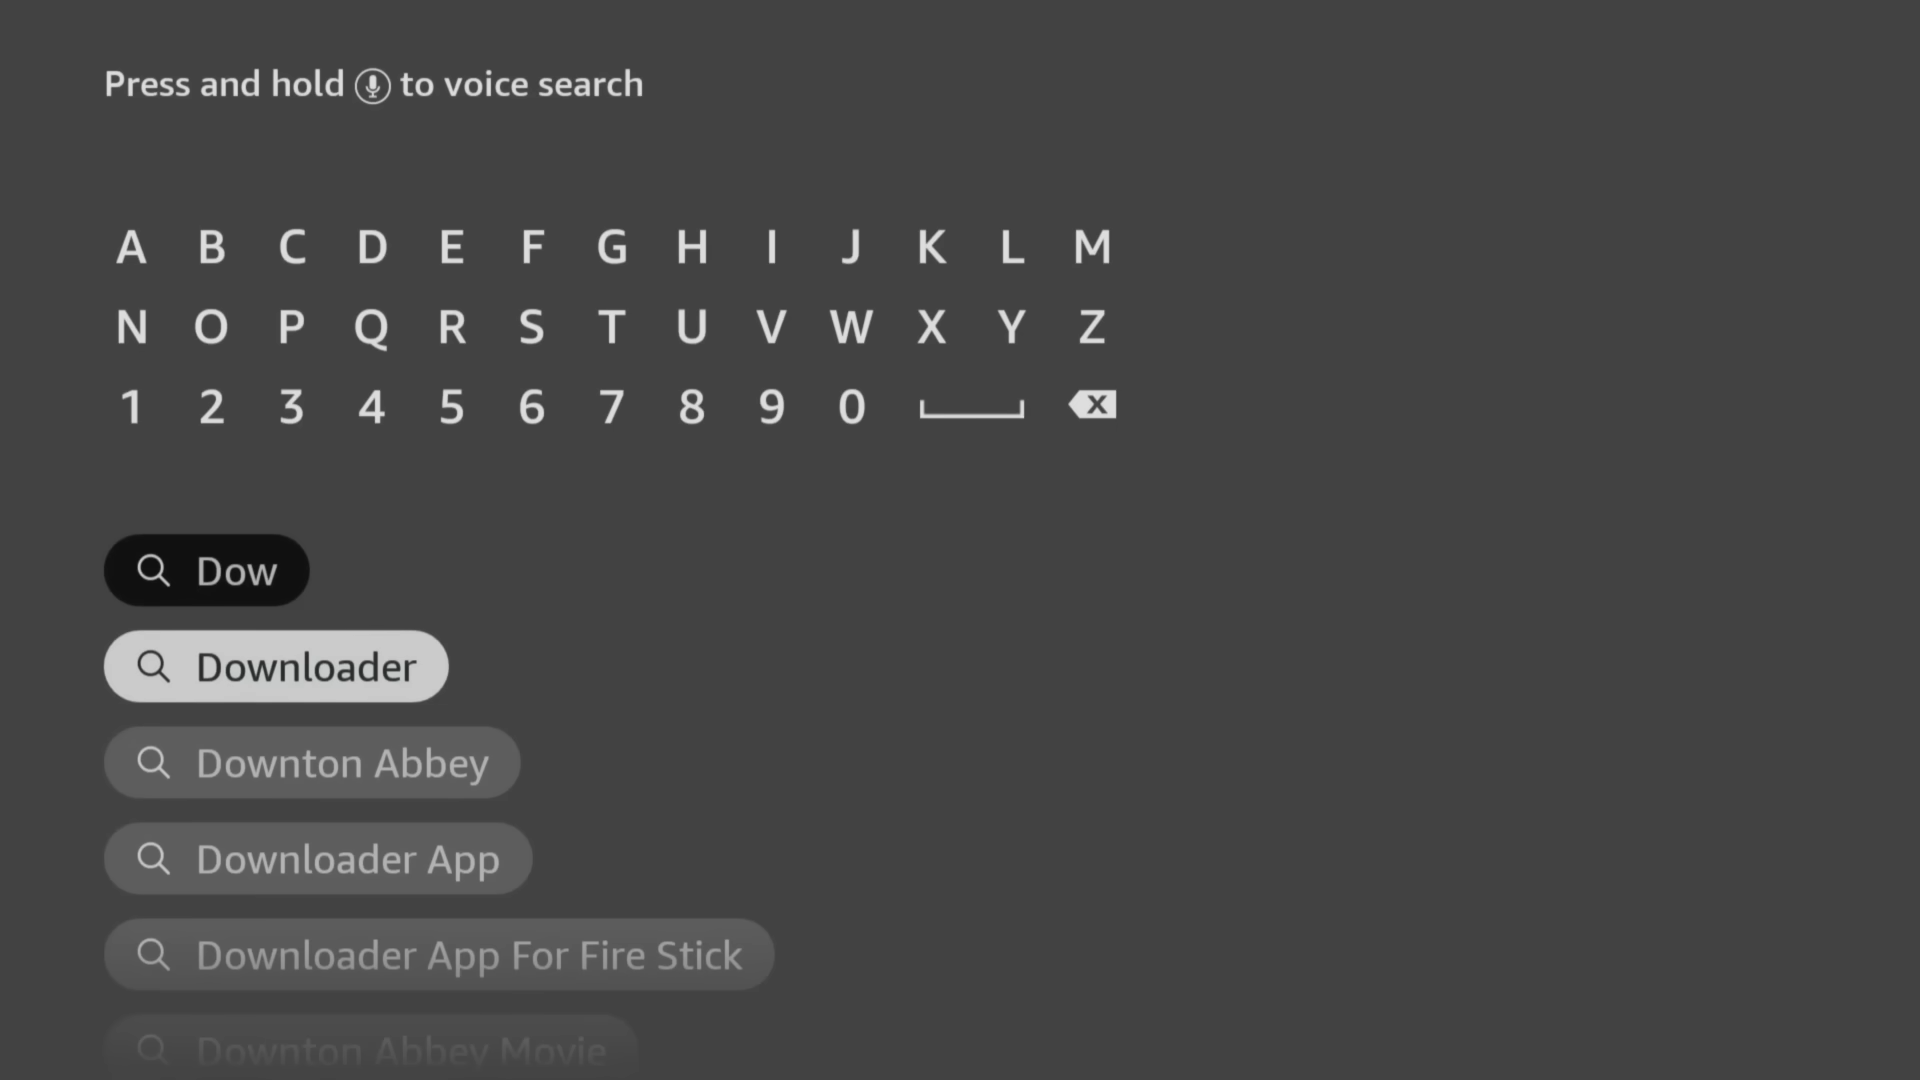 Press and hold to voice search
A B C D E F G H I J K L M
N O P Q R S T U V W X Y Z
1 2 3 4 5 6 7 8 9 0
Dow
Downloader
Downton Abbey
Downloader App
Downloader App For Fire Stick
Downton Abbey Movie